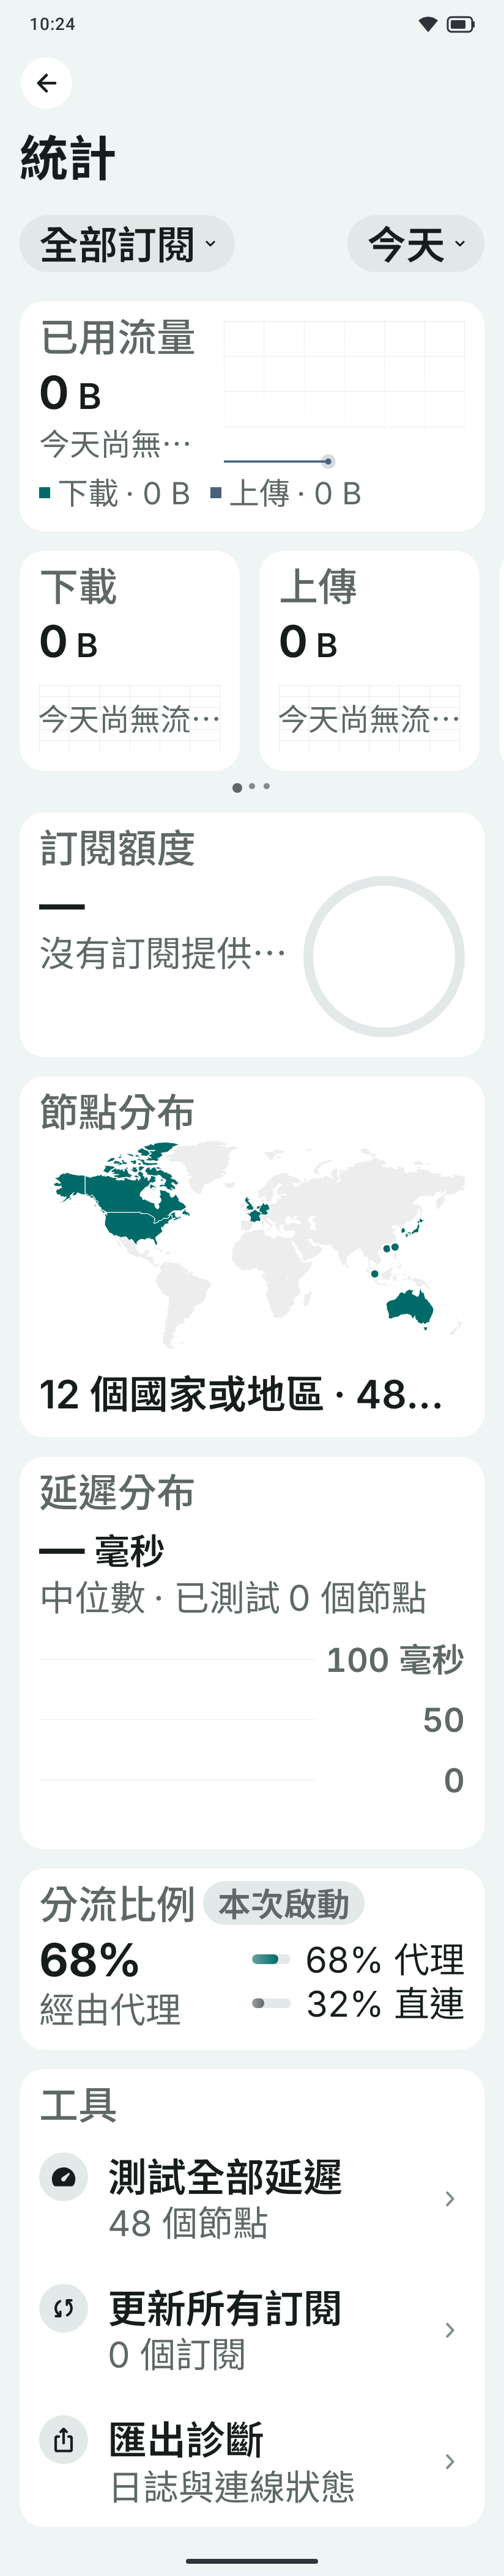 10:24
統計
全部訂閱
今天
已用流量
0 B
今天尚無…
下載 · 0 B 上傳 · 0 B
下載
0 B
今天尚無流…
上傳
0 B
今天尚無流…
訂閱額度
—
沒有訂閱提供…
節點分布
12 個國家或地區 · 48…
延遲分布
— 毫秒
中位數 · 已測試 0 個節點
100 毫秒
50
0
分流比例 本次啟動
68%
經由代理
68% 代理
32% 直連
工具
測試全部延遲
48 個節點
更新所有訂閱
0 個訂閱
匯出診斷
日誌與連線狀態